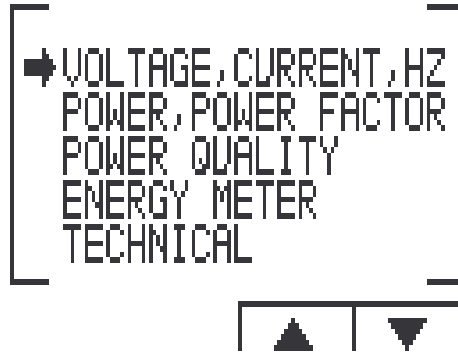 VOLTAGE,CURRENT,HZ
POWER,POWER FACTOR
POWER QUALITY
ENERGY METER
TECHNICAL